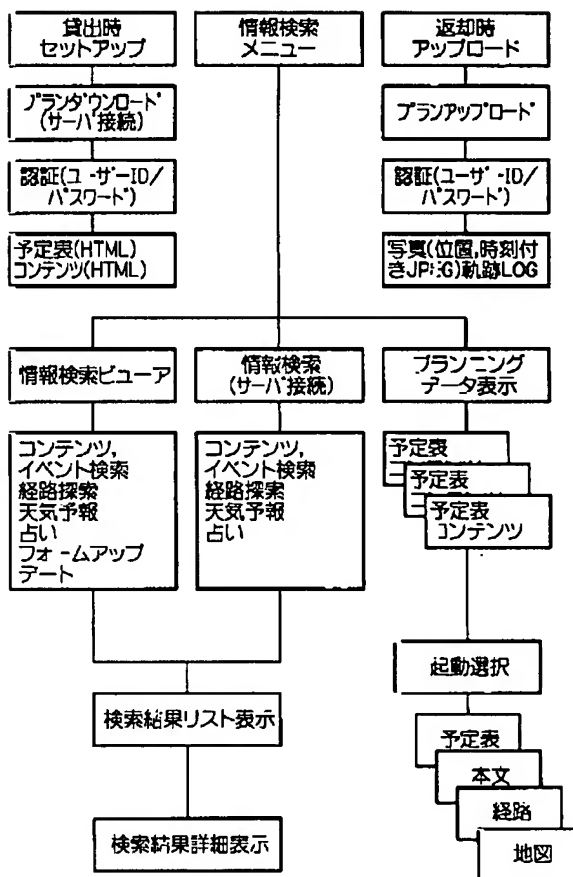 貸出時
セットアップ
情報検索
メニュー
返却時
アップロード
プランダウンロード
(サーバ接続)
プランアップロード
認証(ユーザーID/
パスワード)
認証(ユーザーID/
パスワード)
予定表(HTML)
コンテンツ(HTML)
写真(位置,時刻付
きJPEG)軌跡LOG
情報検索ビューア
情報検索
(サーバ接続)
プランニング
データ表示
コンテンツ,
イベント検索
経路探索
天気予報
占い
フォームアップ
デート
コンテンツ,
イベント検索
経路探索
天気予報
占い
予定表
予定表
予定表
コンテンツ
起動選択
検索結果リスト表示
予定表
本文
経路
地図
検索結果詳細表示